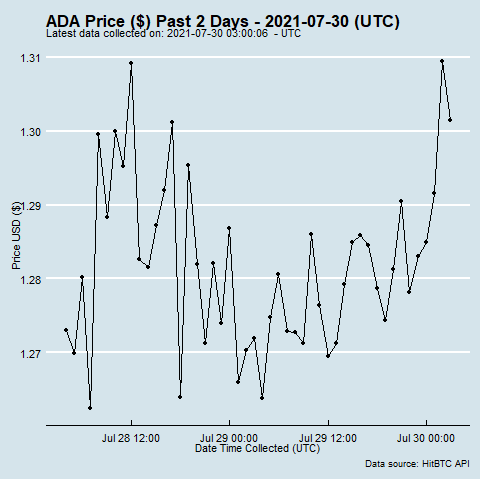 ADA Price ($) Past 2 Days - 2021-07-30 (UTC)
Latest data collected on: 2021-07-30 03:00:06  - UTC
1.31
1.30
1.29
1.28
1.27
Price USD ($)
Jul 28 12:00
Jul 29 00:00
Jul 29 12:00
Jul 30 00:00
Date Time Collected (UTC)
Data source: HitBTC API